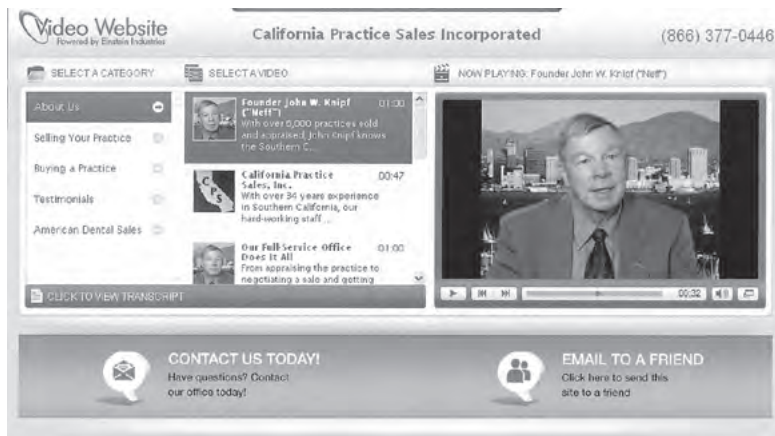 Video Website
Powered by Einstein Industries
California Practice Sales Incorporated
(866) 377-0446
SELECT A CATEGORY
SELECT A VIDEO
NOW PLAYING: Founder John W. Knipf ("Neff")
About Us
Selling Your Practice
Buying a Practice
Testimonials
American Dental Sales
Founder John W. Knipf 01:00
("Neff")
With over 6,000 practices sold
and appraised, John Knipf knows
the Southern C...
CPS
California Practice 00:47
Sales, Inc.
With over 36 years experience
in Southern California, our
hard-working staff ...
Our Full-Service Office 01:00
Does It All
From appraising the practice to
negotiating a sale and getting
CLICK TO VIEW TRANSCRIPT
00:32
CONTACT US TODAY!
Have questions? Contact
our office today!
EMAIL TO A FRIEND
Click here to send this
site to a friend